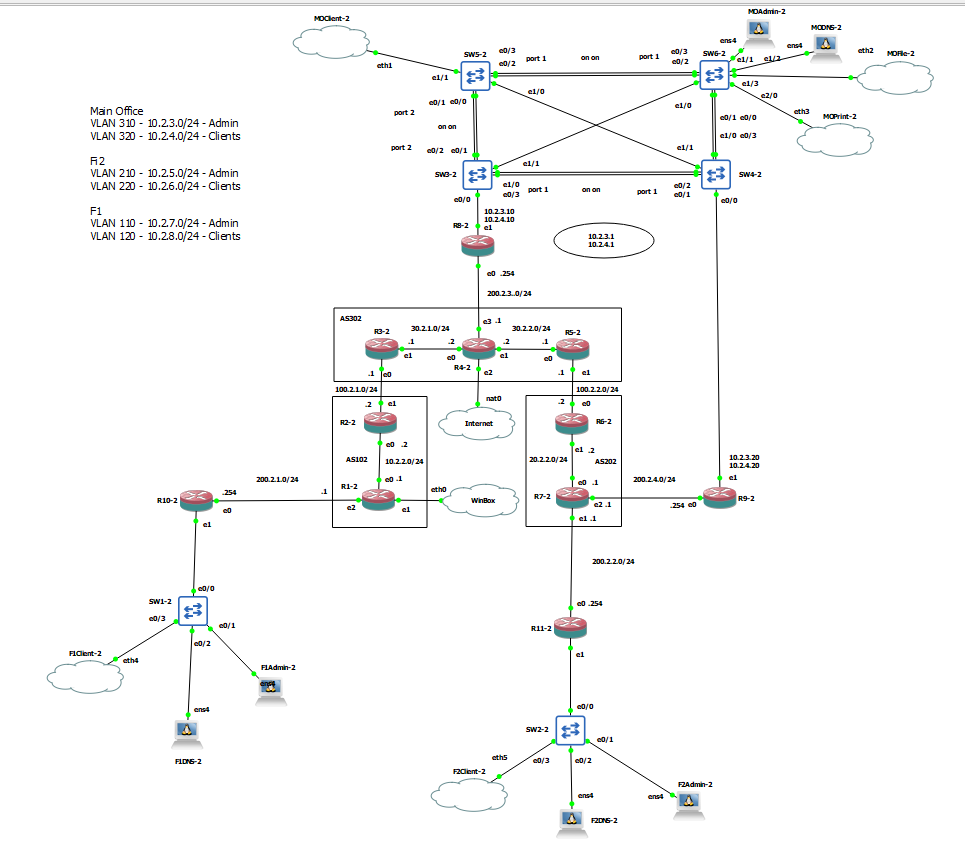 MOClient-2
eth1
SW5-2
e0/3
e0/2
port 1
on on
port 1
e0/3
e0/2
SW6-2
MOAdmin-2
ens4
MODNS-2
ens4
e1/1
e1/2
eth2
MOFile-2
e1/3
e2/0
eth3
MOPrint-2
e1/1
e1/0
e1/0
e0/1
e0/0
port 2
on on
port 2
e0/2
e0/1
e0/1
e0/0
e1/0
e0/3
Main Office
VLAN 310 - 10.2.3.0/24 - Admin
VLAN 320 - 10.2.4.0/24 - Clients
Fi2
VLAN 210 - 10.2.5.0/24 - Admin
VLAN 220 - 10.2.6.0/24 - Clients
F1
VLAN 110 - 10.2.7.0/24 - Admin
VLAN 120 - 10.2.8.0/24 - Clients
SW3-2
e1/1
e1/1
SW4-2
e1/0
e0/3
port 1
on on
port 1
e0/2
e0/1
e0/0
e0/0
10.2.3.10
10.2.4.10
R8-2
e1
10.2.3.1
10.2.4.1
e0 .254
200.2.3..0/24
AS302
e3 .1
R3-2
30.2.1.0/24
30.2.2.0/24
R5-2
.1
e1
.2
e0
R4-2
.2
e1
.1
e0
e2
.1
e0
.1
e1
100.2.1.0/24
100.2.2.0/24
nat0
Internet
.2
e1
R2-2
e0 .2
AS102
10.2.2.0/24
e0 .1
R1-2
.2
e0
R6-2
e1 .2
20.2.2.0/24
AS202
e0 .1
R7-2
200.2.1.0/24
.1
e2
e1
eth0
WinBox
R10-2
.254
e0
e1
200.2.4.0/24
e2 .1
.254 e0
e1 .1
10.2.3.20
10.2.4.20
e1
R9-2
200.2.2.0/24
e0 .254
R11-2
e1
e0/0
SW1-2
e0/3
e0/1
e0/2
F1Client-2
eth4
F1Admin-2
ens4
ens4
F1DNS-2
e0/0
SW2-2
e0/1
e0/3
e0/2
eth5
F2Client-2
ens4
F2DNS-2
F2Admin-2
ens4